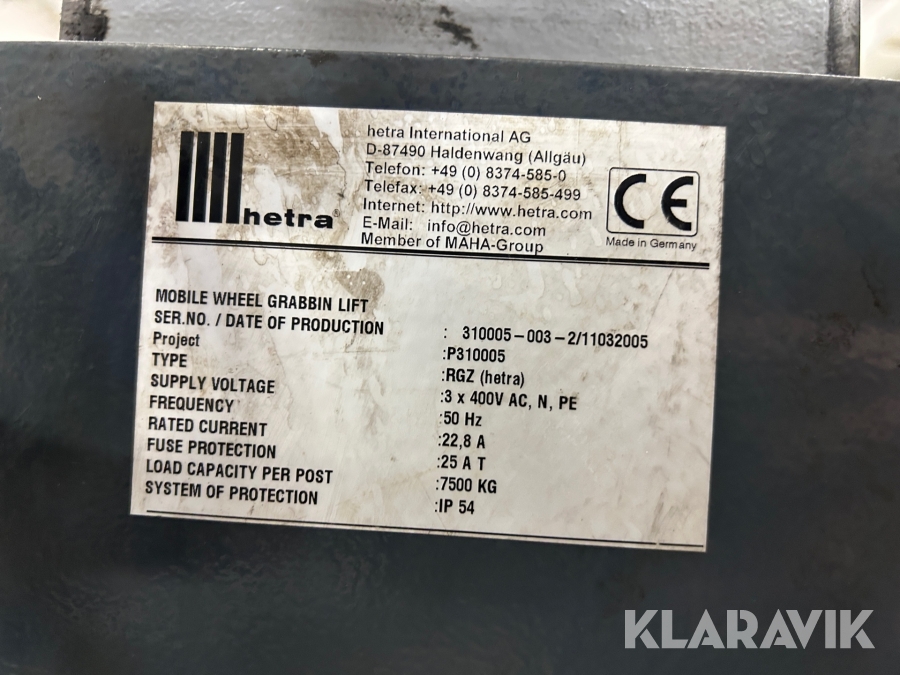 hetra
hetra International AG
D-87490 Haldenwang (Allgäu)
Telefon: +49 (0) 8374-585-0
Telefax: +49 (0) 8374-585-499
Internet: http://www.hetra.com
E-Mail: info@hetra.com
Member of MAHA-Group
CE
Made in Germany
MOBILE WHEEL GRABBIN LIFT
SER.NO. / DATE OF PRODUCTION : 310005-003-2/11032005
Project :P310005
TYPE :RGZ (hetra)
SUPPLY VOLTAGE :3 x 400V AC, N, PE
FREQUENCY :50 Hz
RATED CURRENT :22,8 A
FUSE PROTECTION :25 A T
LOAD CAPACITY PER POST :7500 KG
SYSTEM OF PROTECTION :IP 54
KLARAVIK